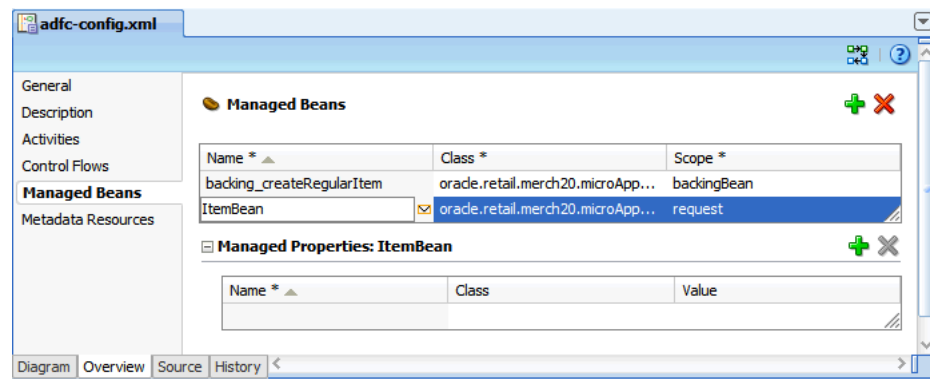 adfc-config.xml
General
Description
Activities
Control Flows
Managed Beans
Metadata Resources
Managed Beans
Name * Class * Scope *
backing_createRegularItem oracle.retail.merch20.microApp... backingBean
ItemBean oracle.retail.merch20.microApp... request
Managed Properties: ItemBean
Name * Class Value
Diagram Overview Source History